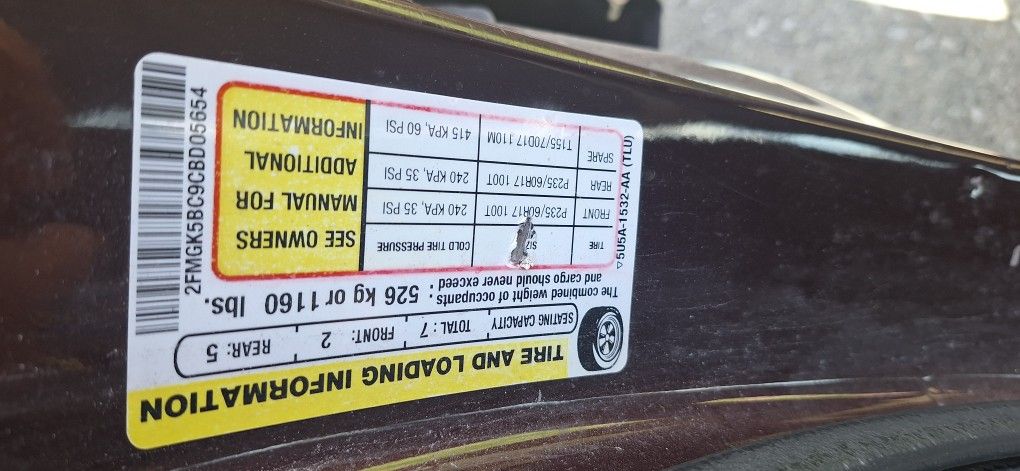 TIRE AND LOADING INFORMATION
SEATING CAPACITY TOTAL : 7 FRONT: 2 REAR: 5
The combined weight of occupants : 526 kg or 1160 lbs.
and cargo should never exceed
TIRE SIZ COLD TIRE PRESSURE SEE OWNERS
FRONT P235/60R17 100T 240 KPA, 35 PSI MANUAL FOR
REAR P235/60R17 100T 240 KPA, 35 PSI ADDITIONAL
SPARE T155/70D17 110M 415 KPA, 60 PSI INFORMATION
5U5A-1532-AA (TLU)
2FMGK5BC9CBD05654